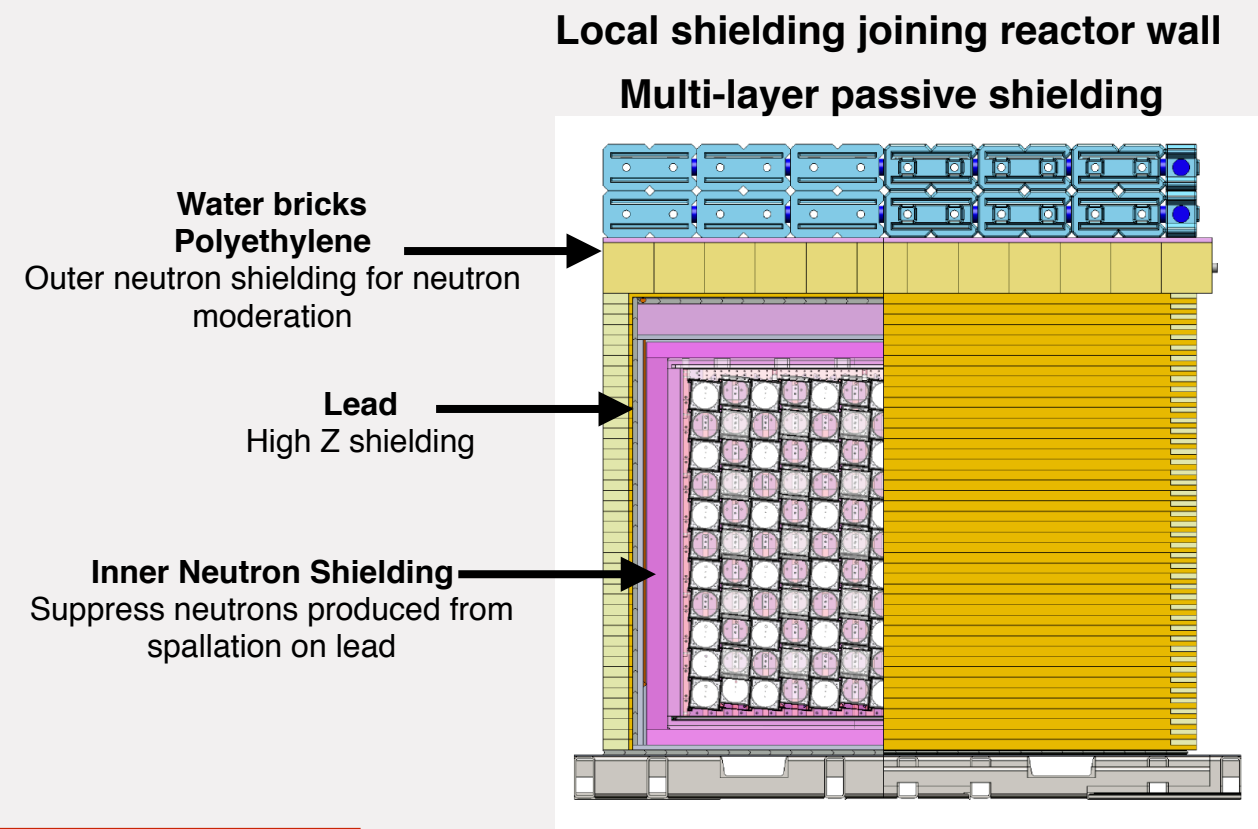 Local shielding joining reactor wall
Multi-layer passive shielding
Water bricks
Polyethylene
Outer neutron shielding for neutron
moderation
Lead
High Z shielding
Inner Neutron Shielding
Suppress neutrons produced from
spallation on lead